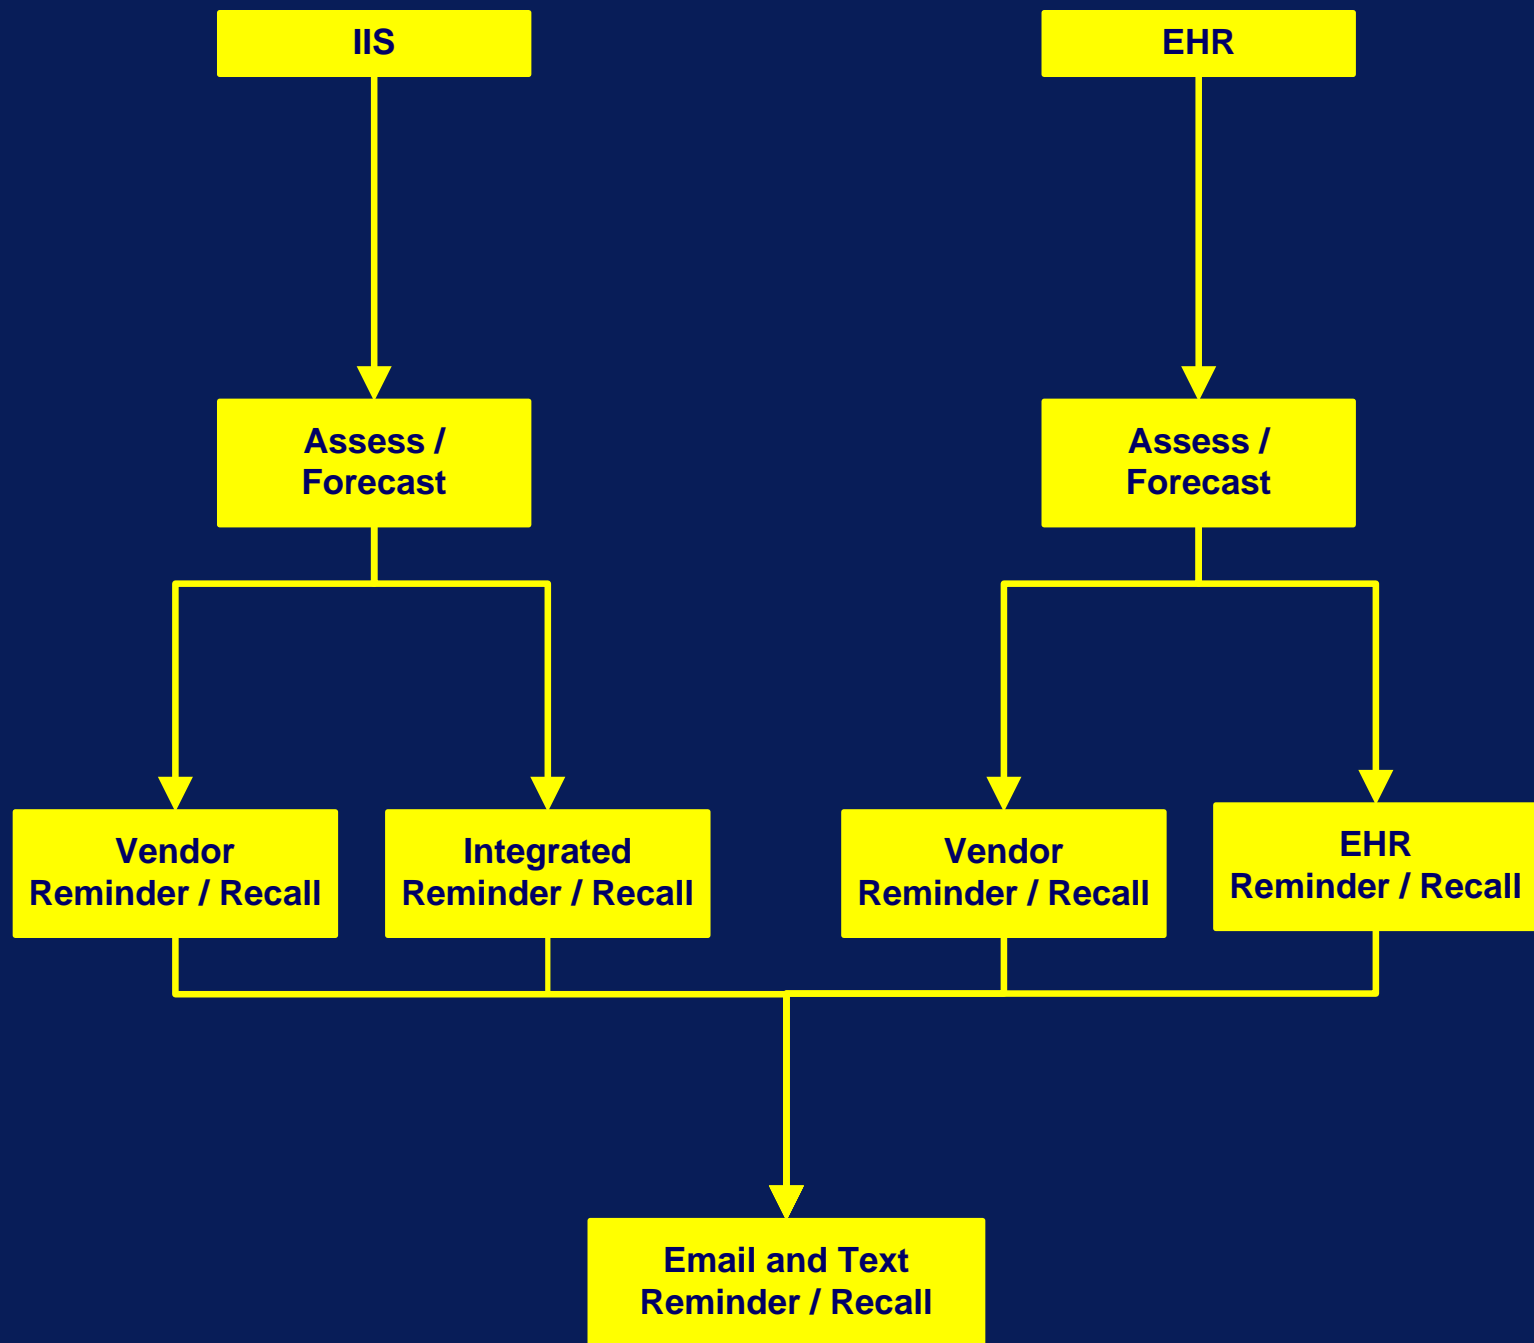 IIS
EHR
Assess /
Forecast
Assess /
Forecast
Vendor
Reminder / Recall
Integrated
Reminder / Recall
Vendor
Reminder / Recall
EHR
Reminder / Recall
Email and Text
Reminder / Recall